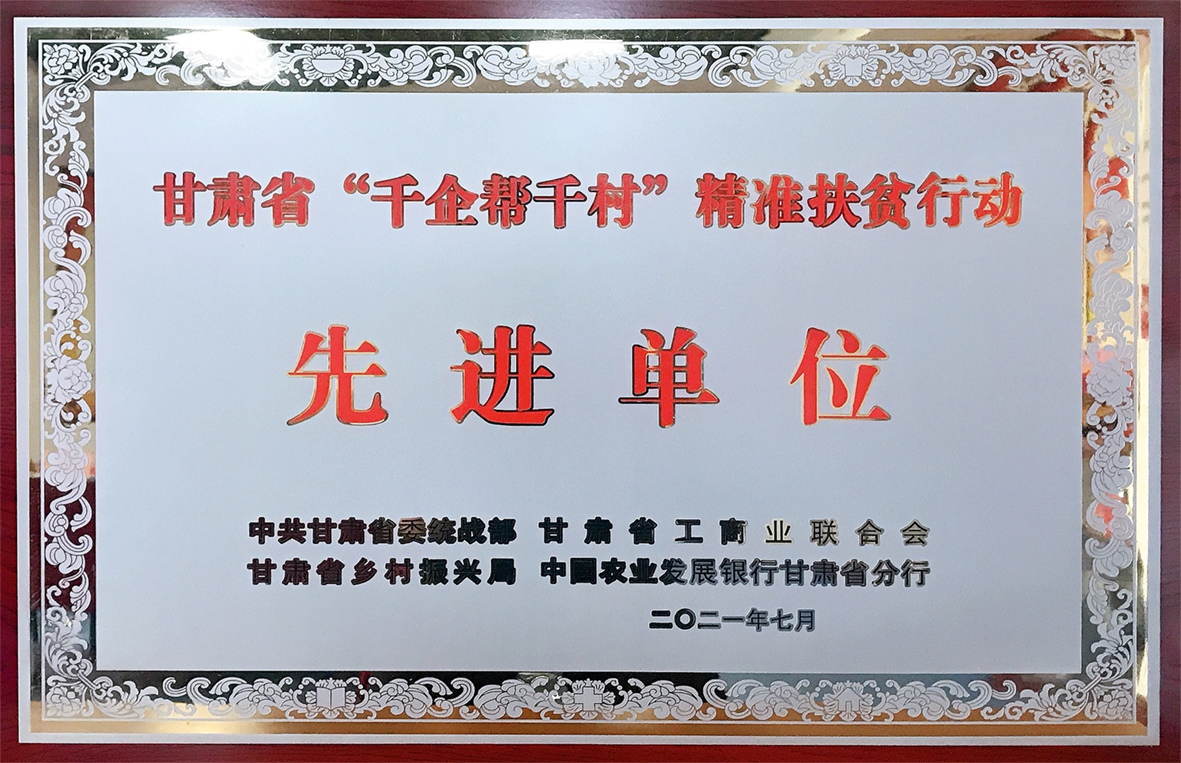 甘肃省“千企帮千村”精准扶贫行动
先进单位
中共甘肃省委统战部 甘肃省工商业联合会
甘肃省乡村振兴局 中国农业发展银行甘肃省分行
二〇二一年七月